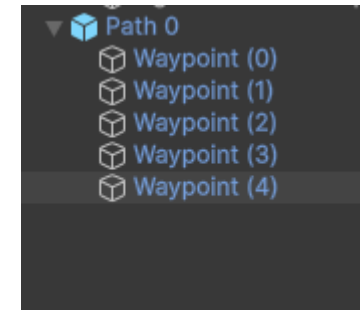 Path 0
Waypoint (0)
Waypoint (1)
Waypoint (2)
Waypoint (3)
Waypoint (4)